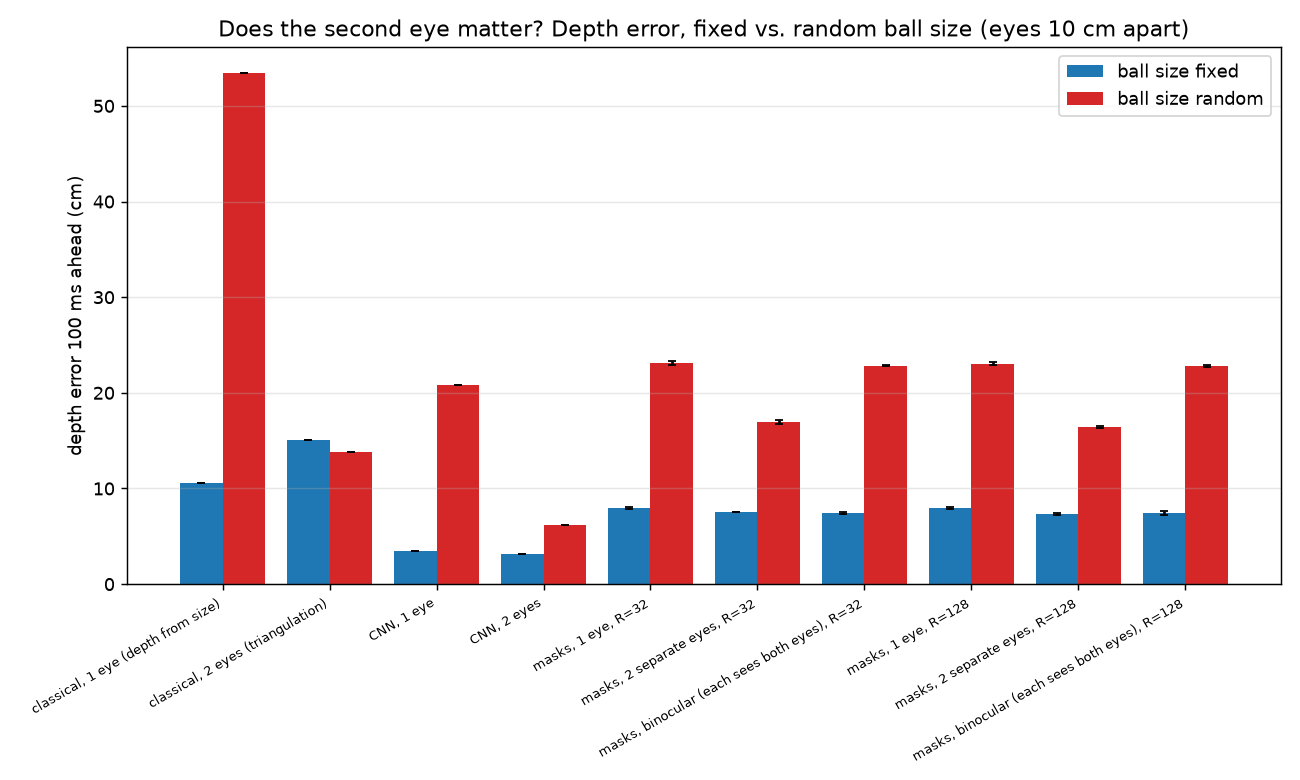 Does the second eye matter? Depth error, fixed vs. random ball size (eyes 10 cm apart)
ball size fixed
ball size random
depth error 100 ms ahead (cm)
50
40
30
20
10
0
classical, 1 eye (depth from size)
classical, 2 eyes (triangulation)
CNN, 1 eye
CNN, 2 eyes
masks, 1 eye, R=32
masks, 2 separate eyes, R=32
masks, binocular (each sees both eyes), R=32
masks, 1 eye, R=128
masks, 2 separate eyes, R=128
masks, binocular (each sees both eyes), R=128